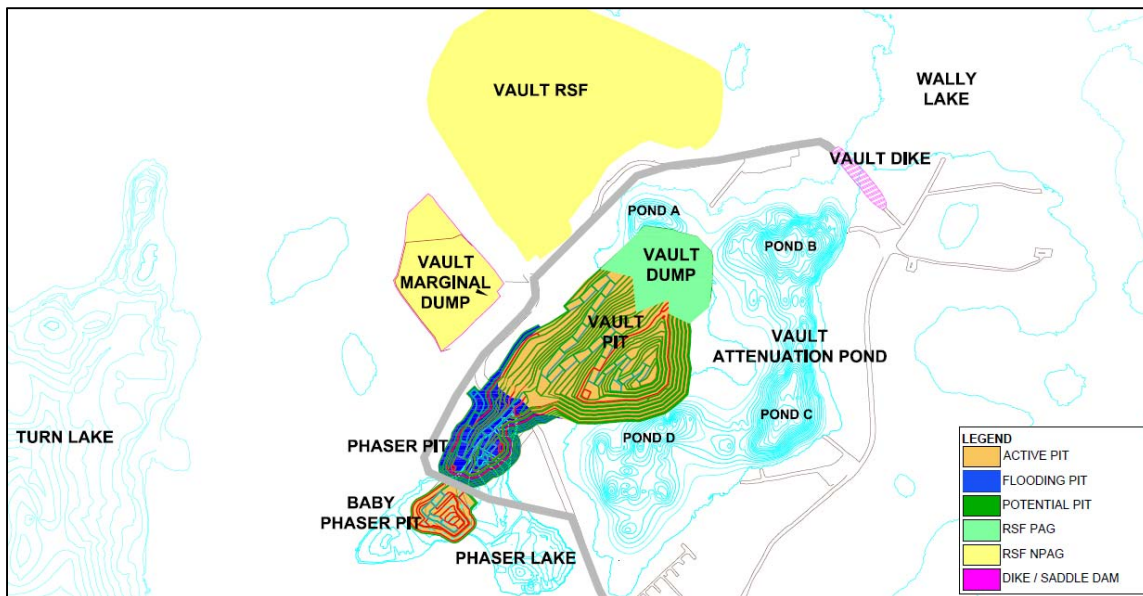 VAULT RSF
WALLY
LAKE
VAULT DIKE
POND A
POND B
VAULT
MARGINAL
DUMP
VAULT
DUMP
VAULT
PIT
VAULT
ATTENUATION POND
POND C
POND D
TURN LAKE
PHASER PIT
BABY
PHASER PIT
PHASER LAKE
LEGEND
ACTIVE PIT
FLOODING PIT
POTENTIAL PIT
RSF PAG
RSF NPAG
DIKE / SADDLE DAM